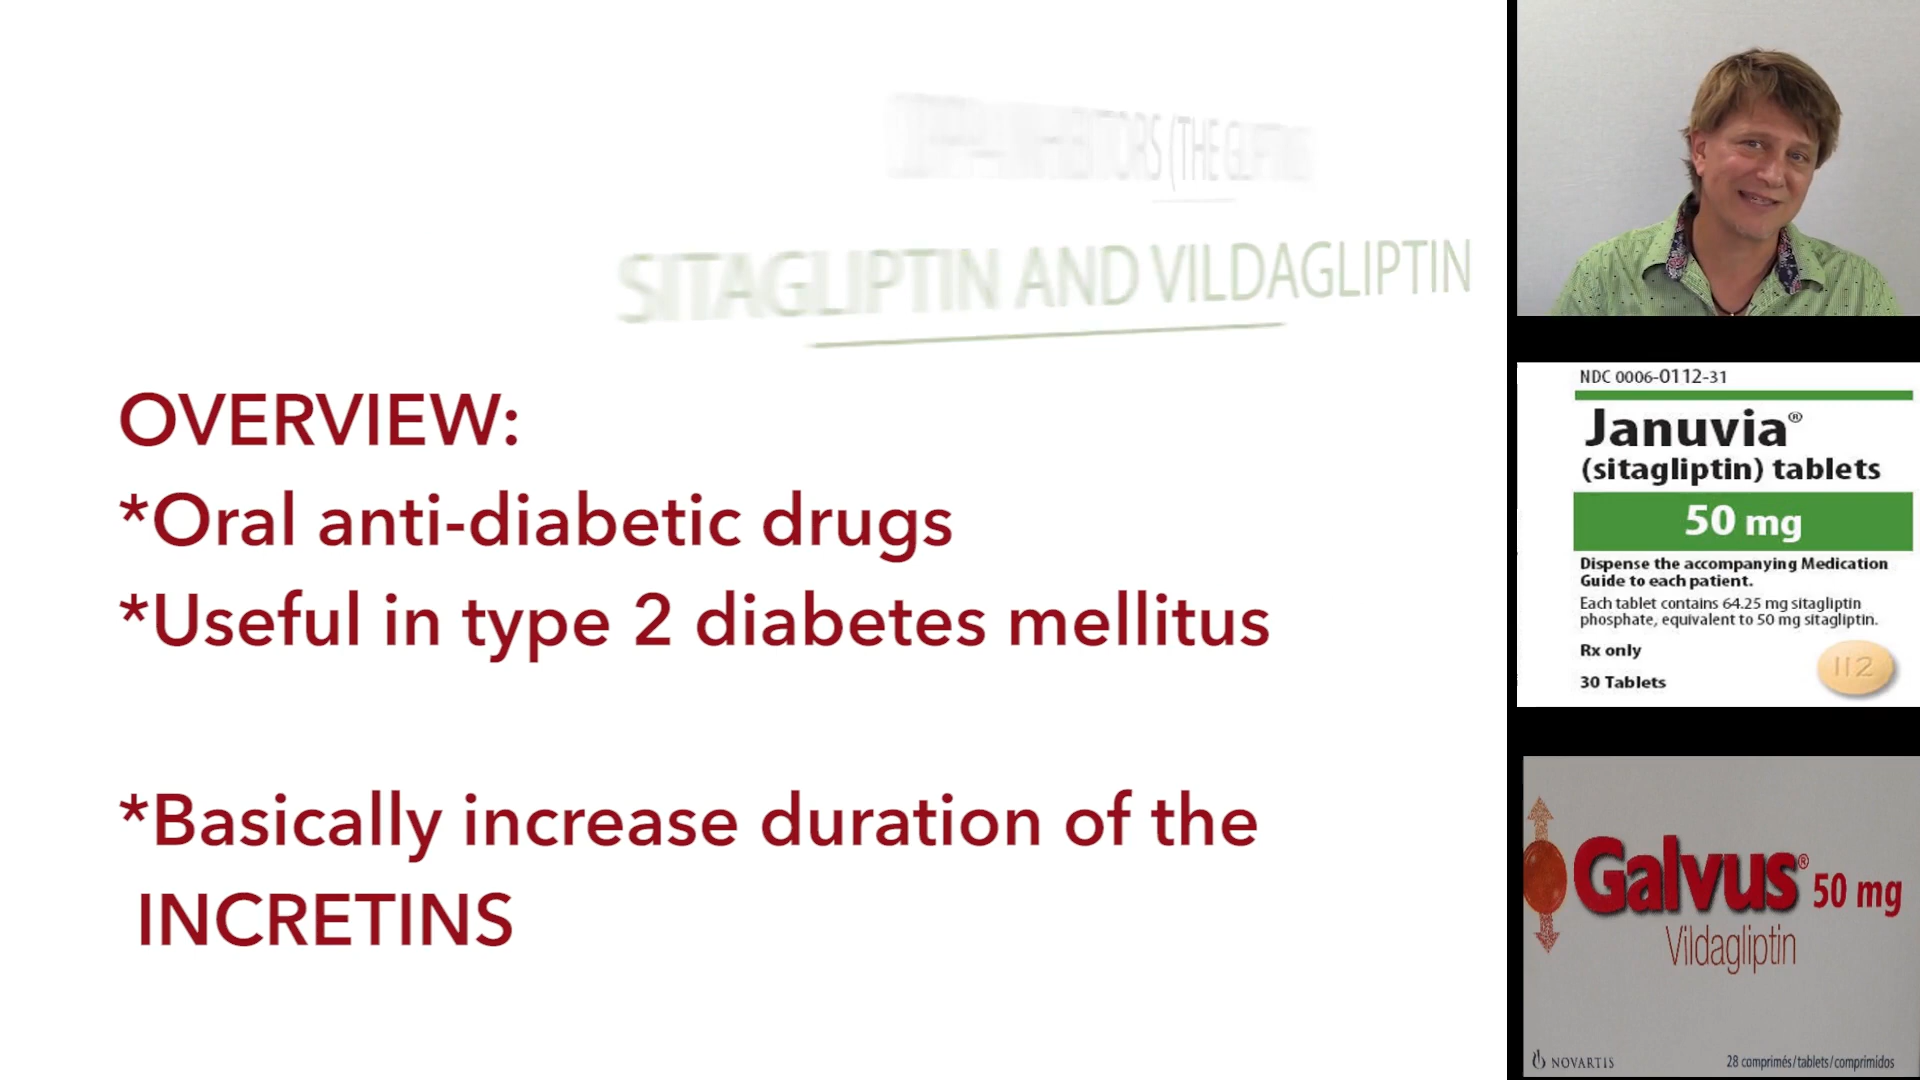 INHIBITORS (THE GLIPTINS
SITAGLIPTIN AND VILDAGLIPTIN
OVERVIEW:
*Oral anti-diabetic drugs
*Useful in type 2 diabetes mellitus
*Basically increase duration of the
INCRETINS
NDC 0006-0112-31
Januvia®
(sitagliptin) tablets
50 mg
Dispense the accompanying Medication
Guide to each patient.
Each tablet contains 64.25 mg sitagliptin
phosphate, equivalent to 50 mg sitagliptin.
Rx only
30 Tablets
112
Galvus® 50 mg
Vildagliptin
NOVARTIS
28 comprimés/tablets/comprimidos